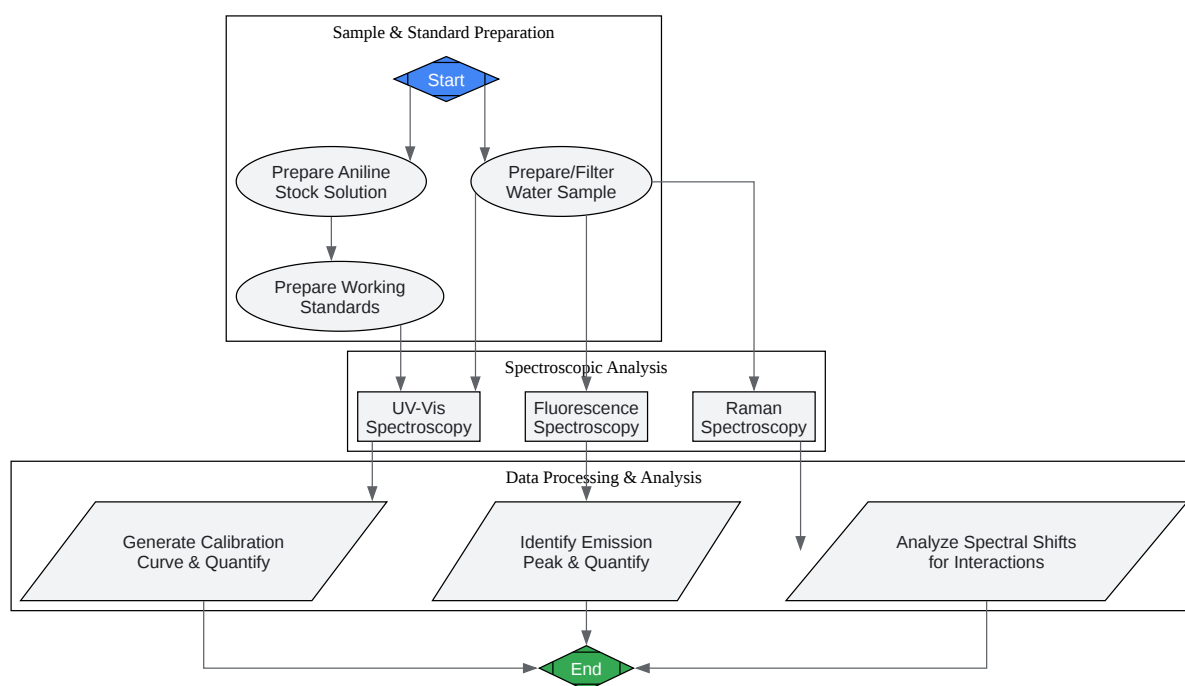 Sample & Standard Preparation
Start
Prepare Aniline
Stock Solution
Prepare/Filter
Water Sample
Prepare Working
Standards
Spectroscopic Analysis
UV-Vis
Spectroscopy
Fluorescence
Spectroscopy
Raman
Spectroscopy
Data Processing & Analysis
Generate Calibration
Curve & Quantify
Identify Emission
Peak & Quantify
Analyze Spectral Shifts
for Interactions
End